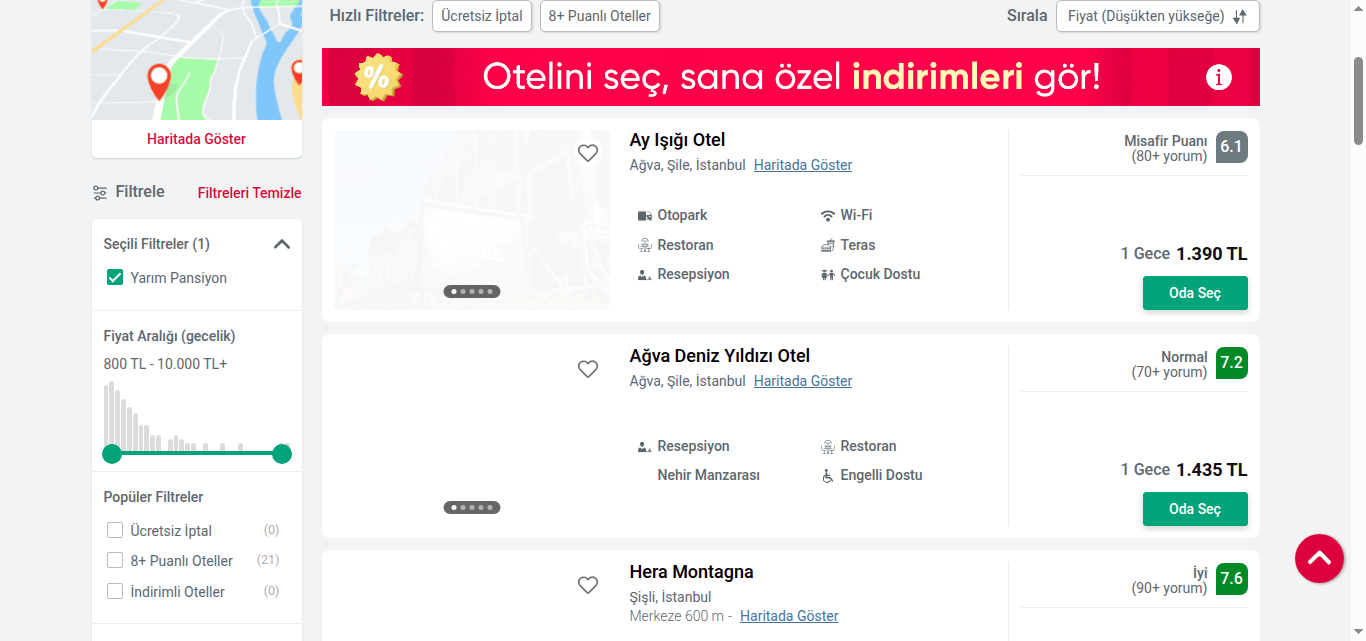 Hızlı Filtreler:
Ücretsiz İptal
8+ Puanlı Oteller
Sırala
Fiyat (Düşükten yükseğe)
Otelini seç, sana özel indirimleri gör!
Haritada Göster
Filtrele
Filtreleri Temizle
Seçili Filtreler (1)
Yarım Pansiyon
Fiyat Aralığı (gecelik)
800 TL - 10.000 TL+
Popüler Filtreler
Ücretsiz İptal (0)
8+ Puanlı Oteller (21)
İndirimli Oteller (0)
Ay Işığı Otel
Ağva, Şile, İstanbul Haritada Göster
Otopark
Wi-Fi
Restoran
Teras
Resepsiyon
Çocuk Dostu
Misafir Puanı
(80+ yorum)
6.1
1 Gece 1.390 TL
Oda Seç
Ağva Deniz Yıldızı Otel
Ağva, Şile, İstanbul Haritada Göster
Resepsiyon
Restoran
Nehir Manzarası
Engelli Dostu
Normal
(70+ yorum)
7.2
1 Gece 1.435 TL
Oda Seç
Hera Montagna
Şişli, İstanbul
Merkeze 600 m - Haritada Göster
İyi
(90+ yorum)
7.6